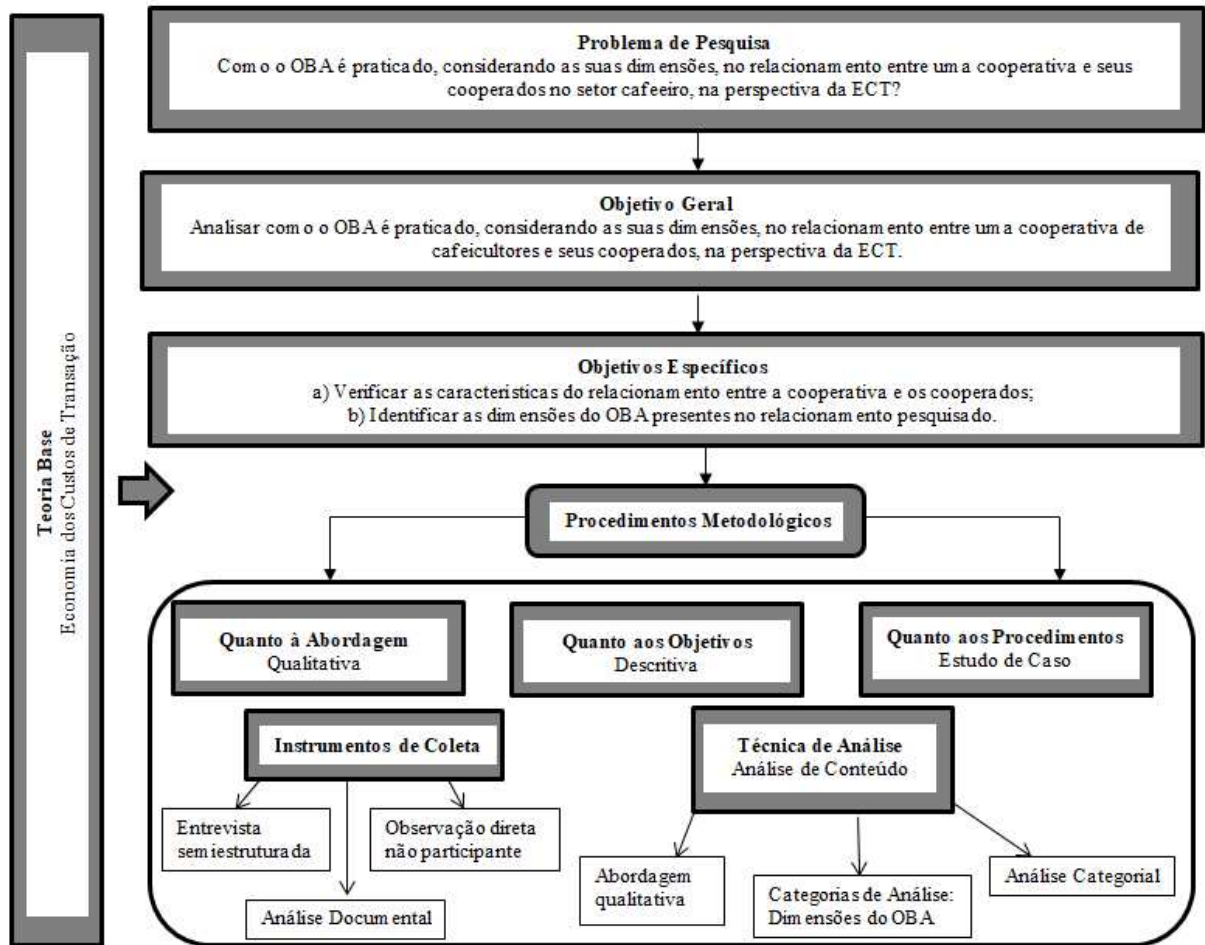 Teoria Base
Economia dos Custos de Transação
Problema de Pesquisa
Como o OBA é praticado, considerando as suas dimensões, no relacionamento entre uma cooperativa e seus
cooperados no setor cafeeiro, na perspectiva da ECT?
Objetivo Geral
Analisar como o OBA é praticado, considerando as suas dimensões, no relacionamento entre uma cooperativa de
cafeicultores e seus cooperados, na perspectiva da ECT.
Objetivos Específicos
a) Verificar as características do relacionamento entre a cooperativa e os cooperados;
b) Identificar as dimensões do OBA presentes no relacionamento pesquisado.
Procedimentos Metodológicos
Quanto à Abordagem
Qualitativa
Quanto aos Objetivos
Descritiva
Quanto aos Procedimentos
Estudo de Caso
Instrumentos de Coleta
Técnica de Análise
Análise de Conteúdo
Entrevista
semiestruturada
Observação direta
não participante
Análise Documental
Abordagem
qualitativa
Categorias de Análise:
Dimensões do OBA
Análise Categorial